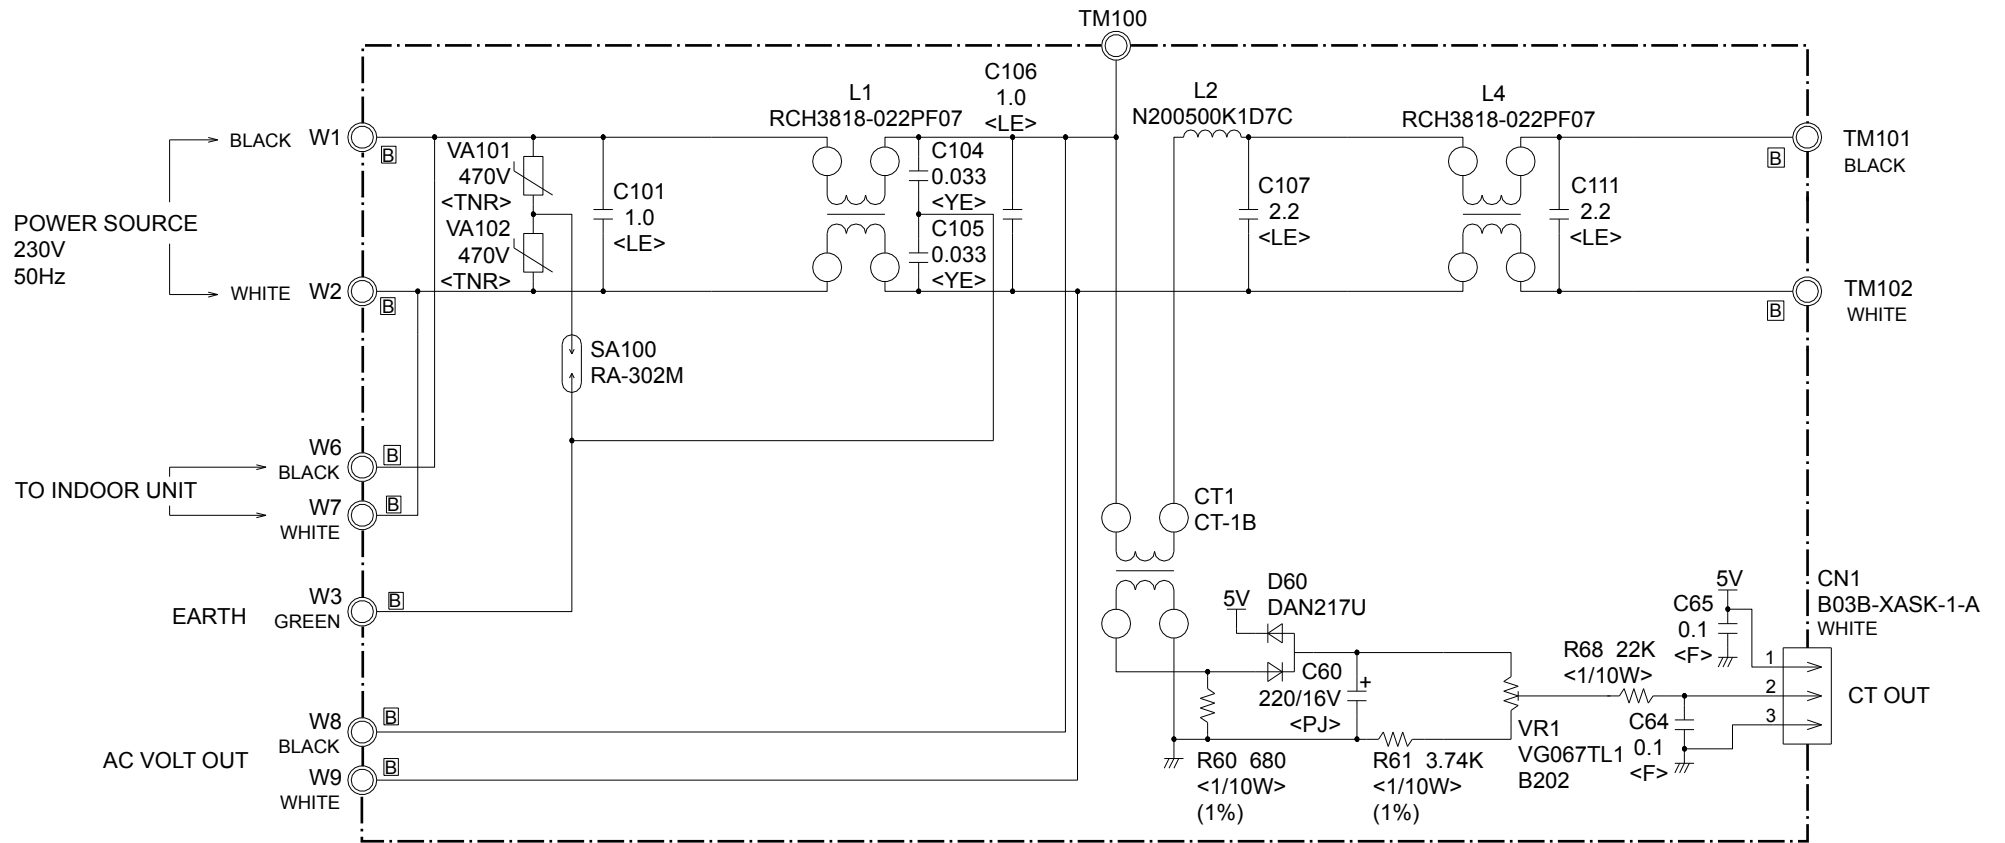 TM100
POWER SOURCE
230V
50Hz
BLACK
WHITE
W1
B
W2
B
VA101
470V
<TNR>
VA102
470V
<TNR>
C101
1.0
<LE>
L1
RCH3818-022PF07
C104
0.033
<YE>
C105
0.033
<YE>
C106
1.0
<LE>
L2
N200500K1D7C
C107
2.2
<LE>
L4
RCH3818-022PF07
C111
2.2
<LE>
B
TM101
BLACK
B
TM102
WHITE
SA100
RA-302M
TO INDOOR UNIT
W6
BLACK
B
W7
WHITE
B
EARTH
W3
GREEN
B
AC VOLT OUT
W8
BLACK
B
W9
WHITE
B
CT1
CT-1B
5V
D60
DAN217U
C60
+
220/16V
<PJ>
R60 680
<1/10W>
(1%)
R61 3.74K
<1/10W>
(1%)
VR1
VG067TL1
B202
R68 22K
<1/10W>
C64
0.1
<F>
5V
C65
0.1
<F>
CN1
B03B-XASK-1-A
WHITE
1
2
3
CT OUT